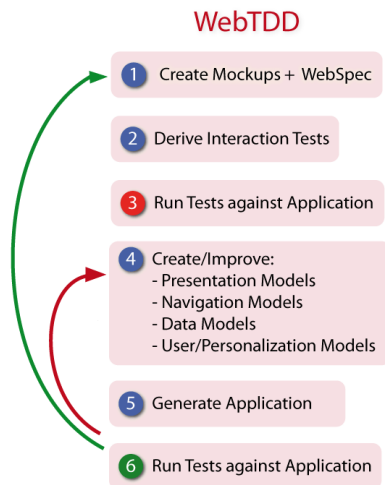 WebTDD
1 Create Mockups + WebSpec
2 Derive Interaction Tests
3 Run Tests against Application
4 Create/Improve:
- Presentation Models
- Navigation Models
- Data Models
- User/Personalization Models
5 Generate Application
6 Run Tests against Application